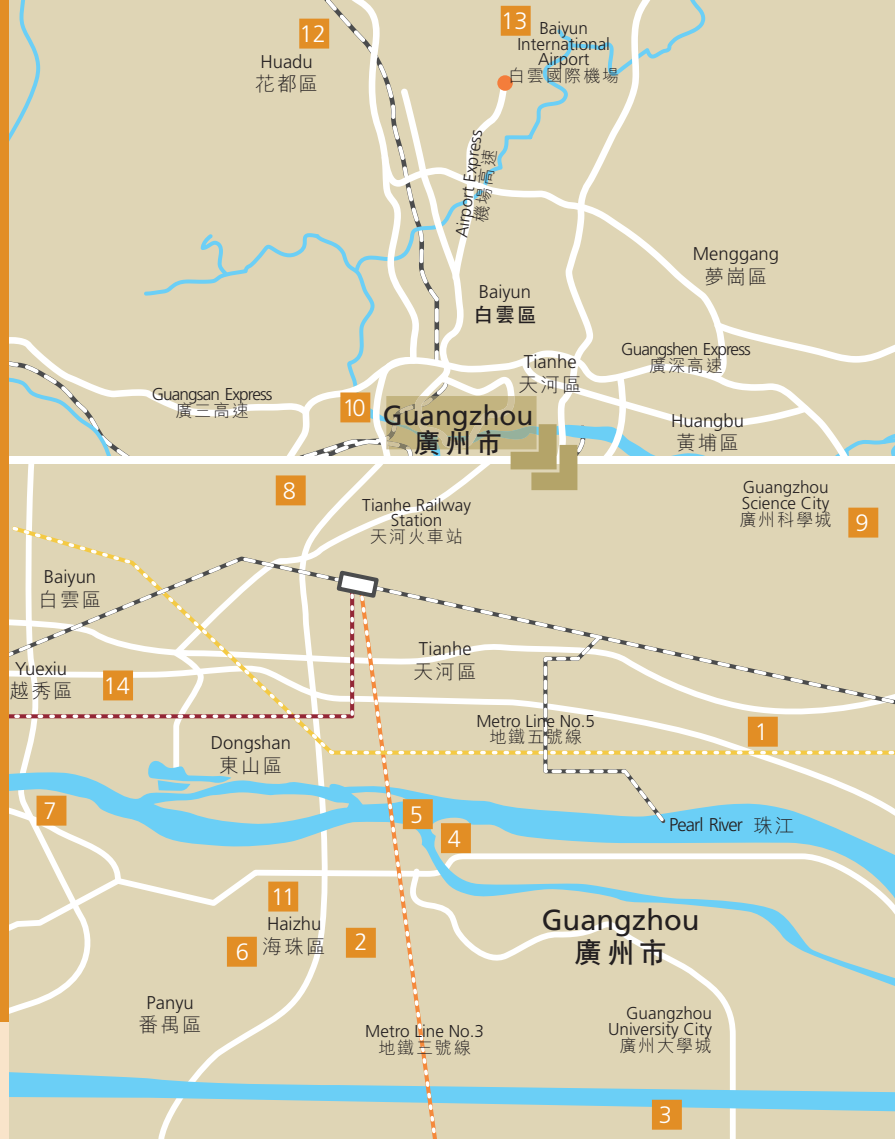 12
Huadu
花都區
13
Baiyun
International
Airport
白雲國際機場
Airport Express
機場高速
Menggang
夢崗區
Baiyun
白雲區
Tianhe
天河區
Guangshen Express
廣深高速
Guangsan Express
廣三高速
10
Guangzhou
廣州市
Huangbu
黃埔區
8
Tianhe Railway
Station
天河火車站
Guangzhou
Science City
廣州科學城
9
Baiyun
白雲區
Yuexiu
越秀區
14
Tianhe
天河區
Metro Line No.5
地鐵五號線
1
Dongshan
東山區
7
5
4
Pearl River 珠江
11
Haizhu
海珠區
6
2
Guangzhou
廣州市
Panyu
番禺區
Metro Line No.3
地鐵三號線
Guangzhou
University City
廣州大學城
3